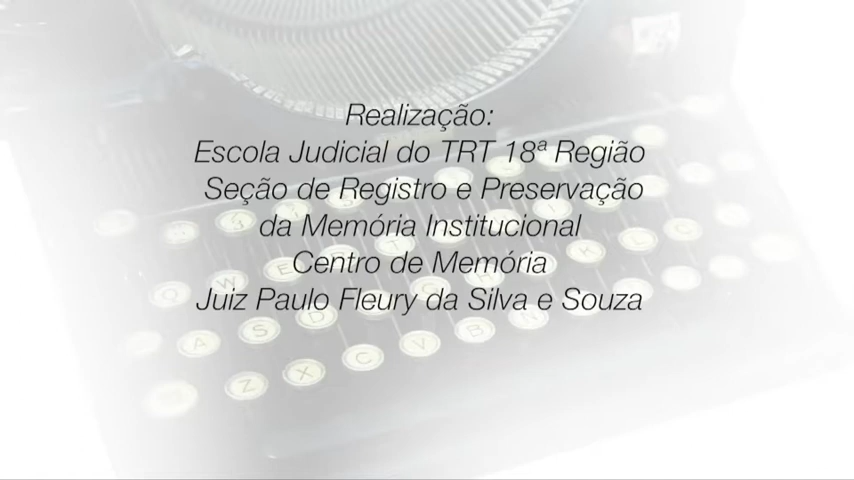 Realização:
Escola Judicial do TRT 18ª Região
Seção de Registro e Preservação
da Memória Institucional
Centro de Memória
Juiz Paulo Fleury da Silva e Souza